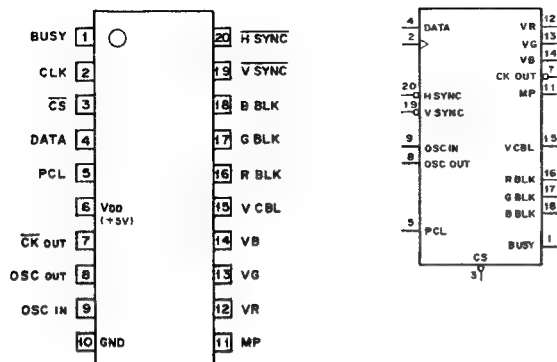 BUSY 1 20 H SYNC
CLK 2 19 V SYNC
CS 3 18 B BLK
DATA 4 17 G BLK
PCL 5 16 R BLK
6 VDD (+5V) 15 V CBL
CK OUT 7 14 VB
OSC OUT 8 13 VG
OSC IN 9 12 VR
10 GND 11 MP
4 DATA VR 12
2 VG 13
VB 14
CK OUT 7
20 H SYNC MP 11
19 V SYNC
9 OSC IN V CBL 15
8 OSC OUT
R BLK 16
G BLK 17
B BLK 18
5 PCL
BUSY 1
CS
3